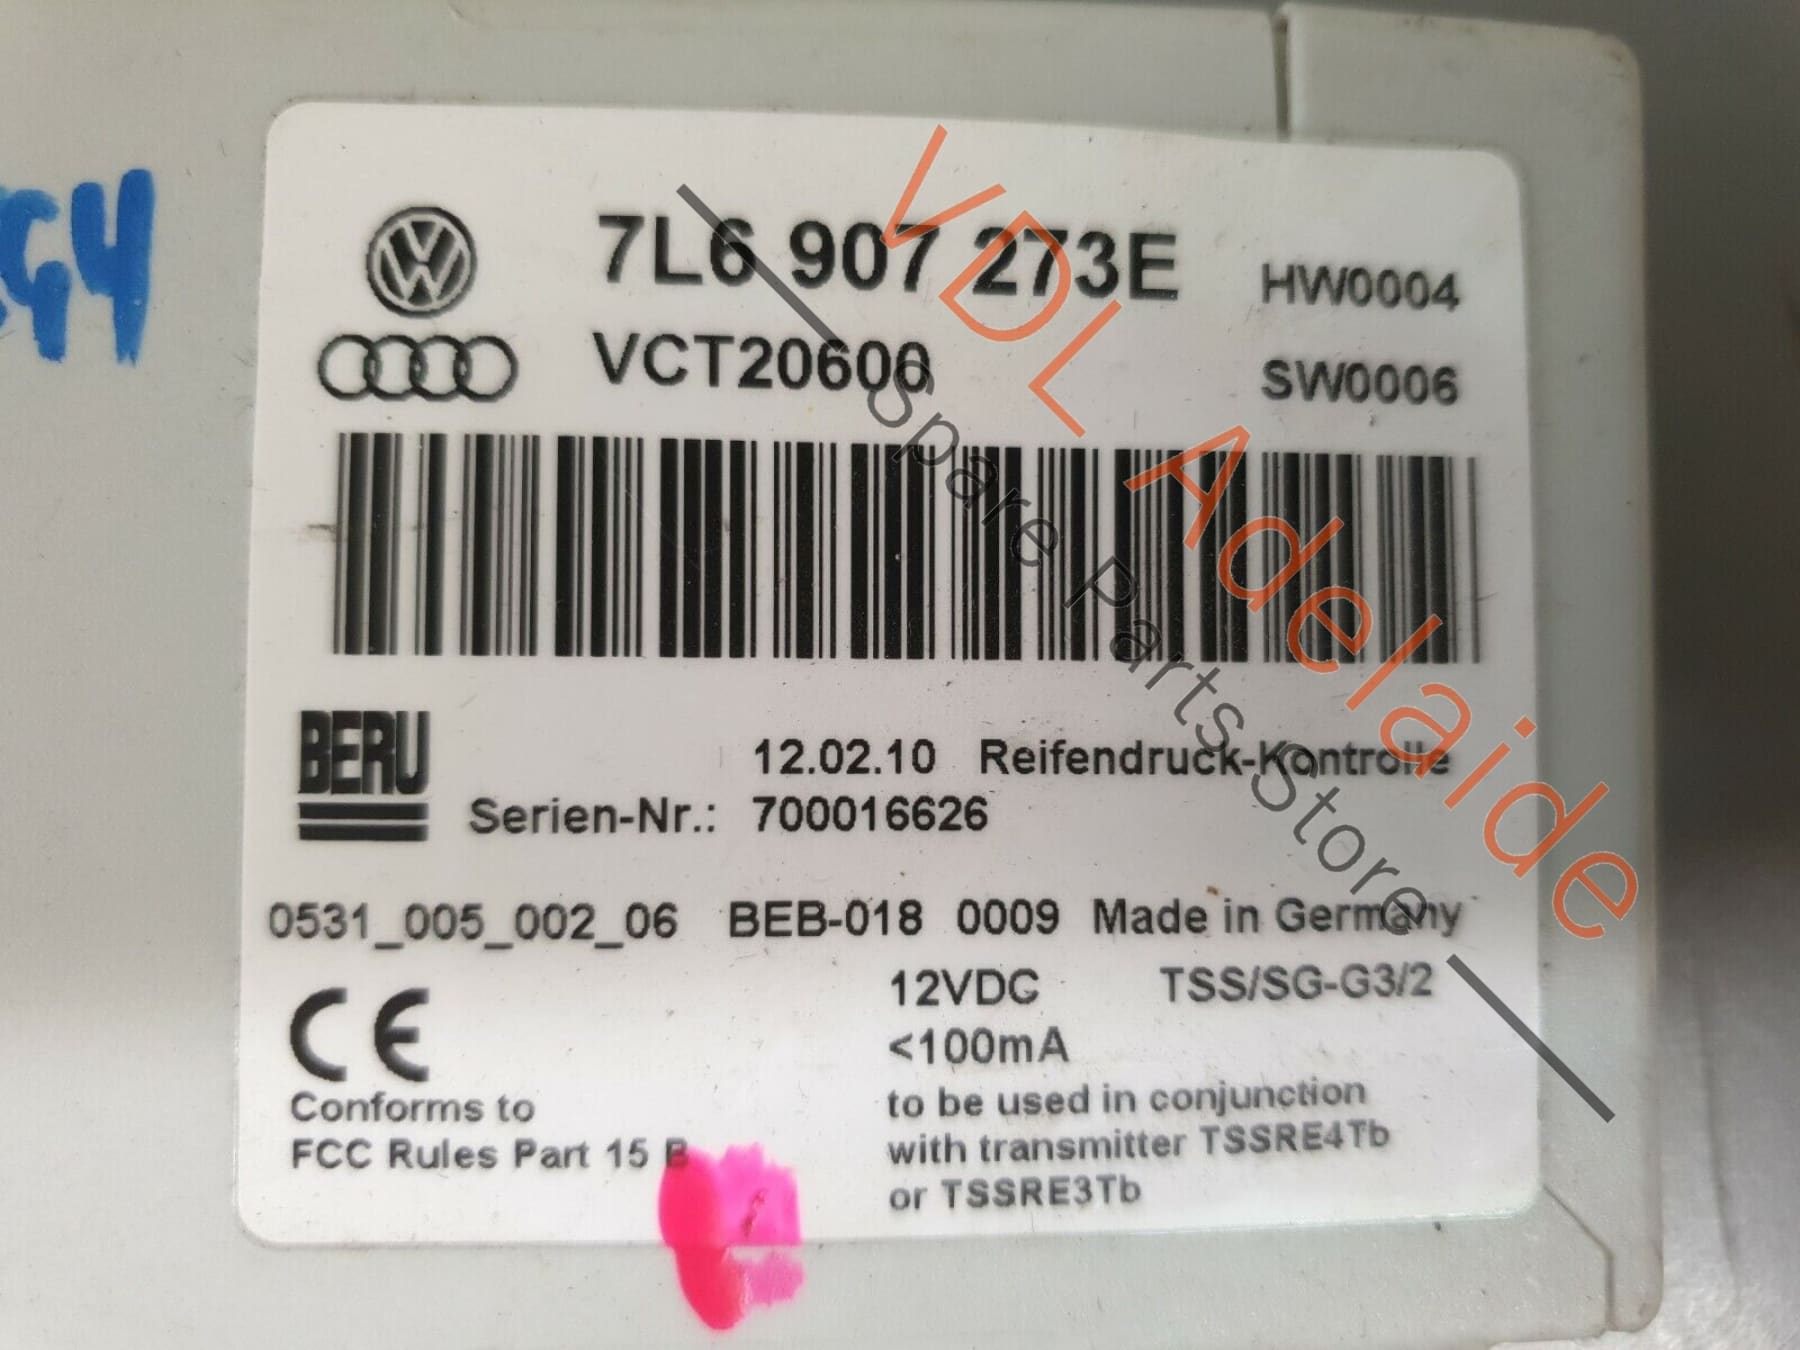 7L6 907 273E HW0004
VCT20600 SW0006
BERU
12.02.10 Reifendruck-Kontrolle
Serien-Nr.: 700016626
0531_005_002_06 BEB-018 0009 Made in Germany
12VDC TSS/SG-G3/2
<100mA
CE
Conforms to
FCC Rules Part 15 B
to be used in conjunction
with transmitter TSSRE4Tb
or TSSRE3Tb
VDL Adelaide
Spare Parts Store